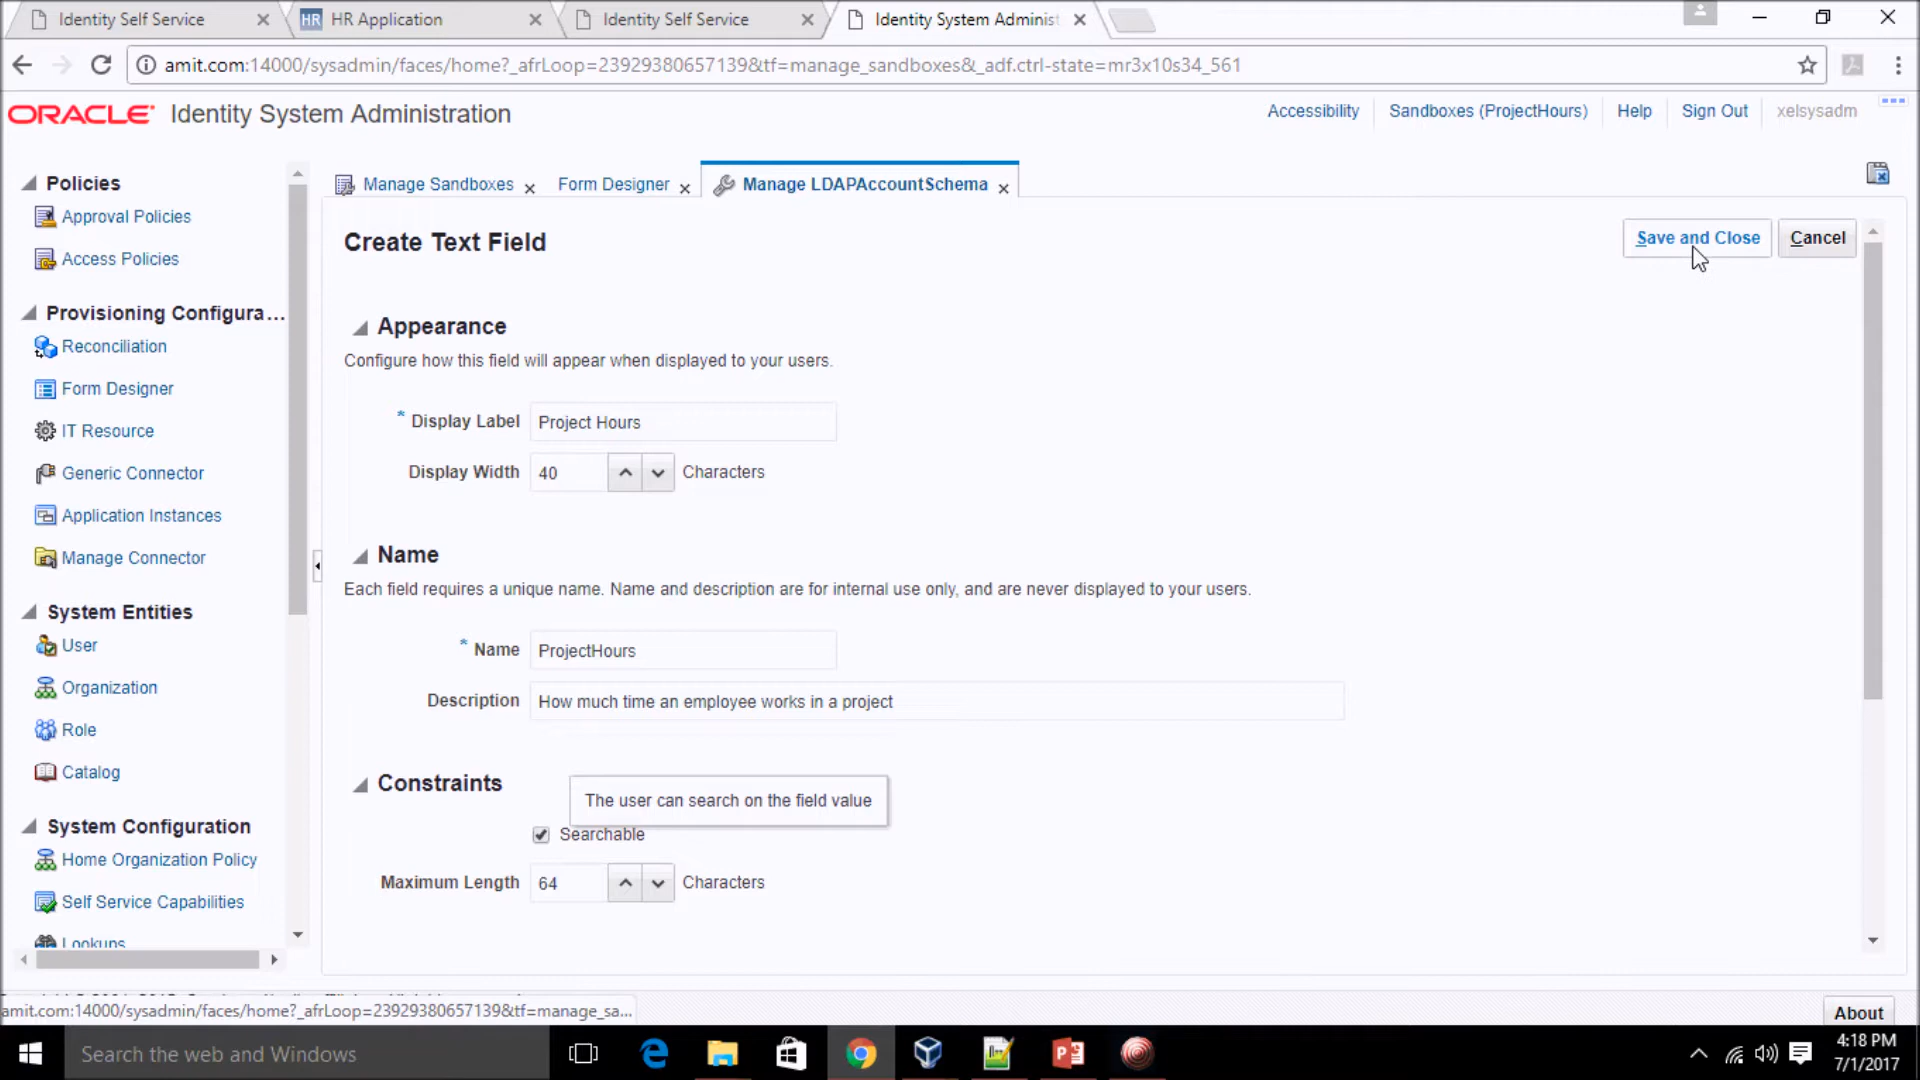 Identity Self Service
HR HR Application
Identity Self Service
Identity System Administ
amit.com:14000/sysadmin/faces/home?_afrLoop=23929380657139&tf=manage_sandboxes&_adf.ctrl-state=mr3x10s34_561
ORACLE Identity System Administration
Accessibility
Sandboxes (ProjectHours)
Help
Sign Out
xelsysadm
Policies
Approval Policies
Access Policies
Provisioning Configura...
Reconciliation
Form Designer
IT Resource
Generic Connector
Application Instances
Manage Connector
System Entities
User
Organization
Role
Catalog
System Configuration
Home Organization Policy
Self Service Capabilities
Lookups
Manage Sandboxes
Form Designer
Manage LDAPAccountSchema
Create Text Field
Save and Close
Cancel
Appearance
Configure how this field will appear when displayed to your users.
* Display Label Project Hours
Display Width 40 Characters
Name
Each field requires a unique name. Name and description are for internal use only, and are never displayed to your users.
* Name ProjectHours
Description How much time an employee works in a project
Constraints
The user can search on the field value
Searchable
Maximum Length 64 Characters
amit.com:14000/sysadmin/faces/home?_afrLoop=23929380657139&tf=manage_sa...
About
Search the web and Windows
4:18 PM
7/1/2017